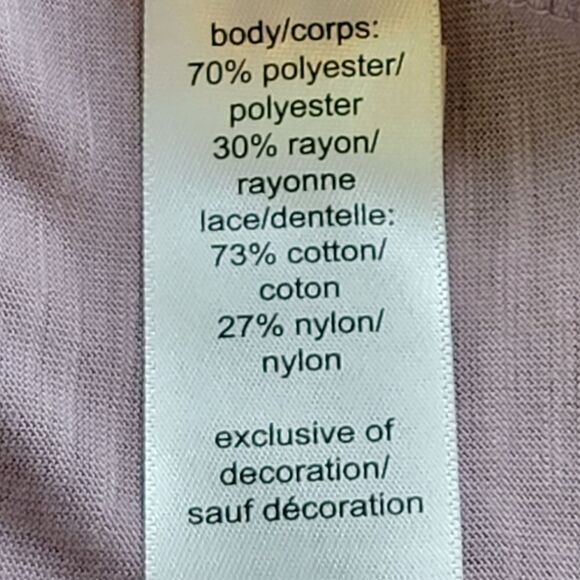 body/corps:
70% polyester/
polyester
30% rayon/
rayonne
lace/dentelle:
73% cotton/
coton
27% nylon/
nylon
exclusive of
decoration/
sauf décoration